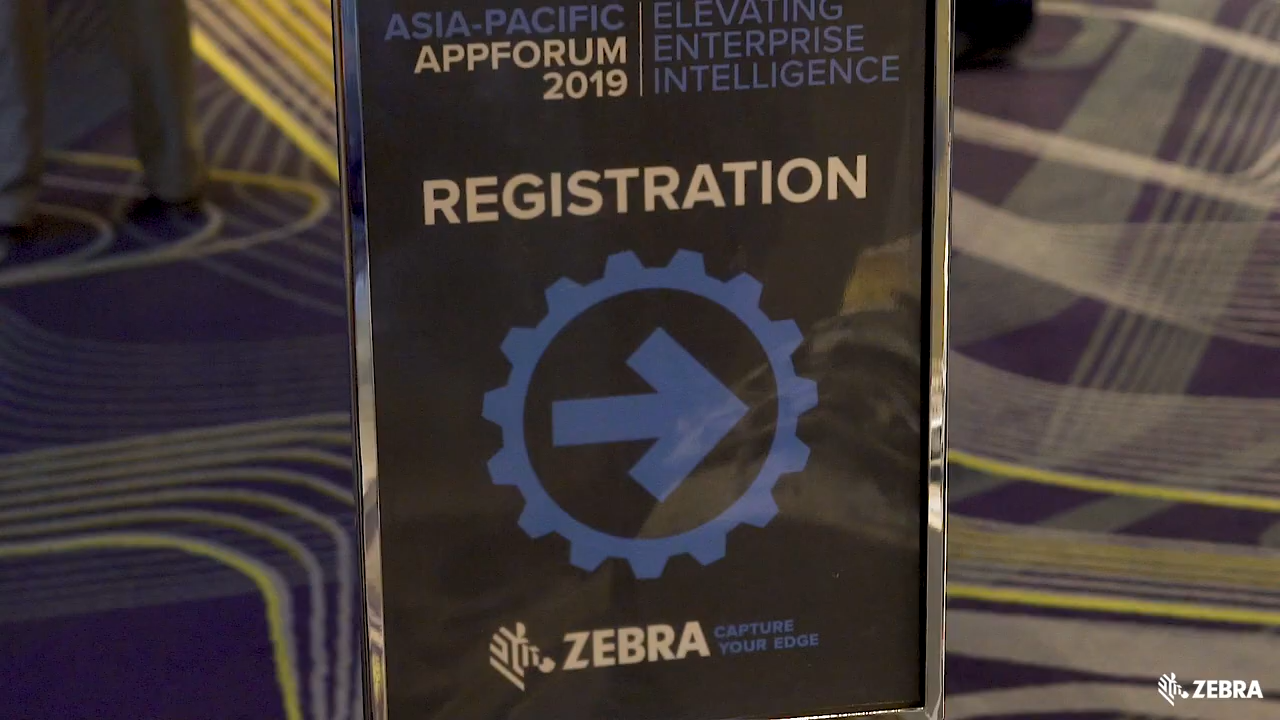 ASIA-PACIFIC
APPFORUM
2019
ELEVATING
ENTERPRISE
INTELLIGENCE
REGISTRATION
ZEBRA
CAPTURE
YOUR EDGE
ZEBRA